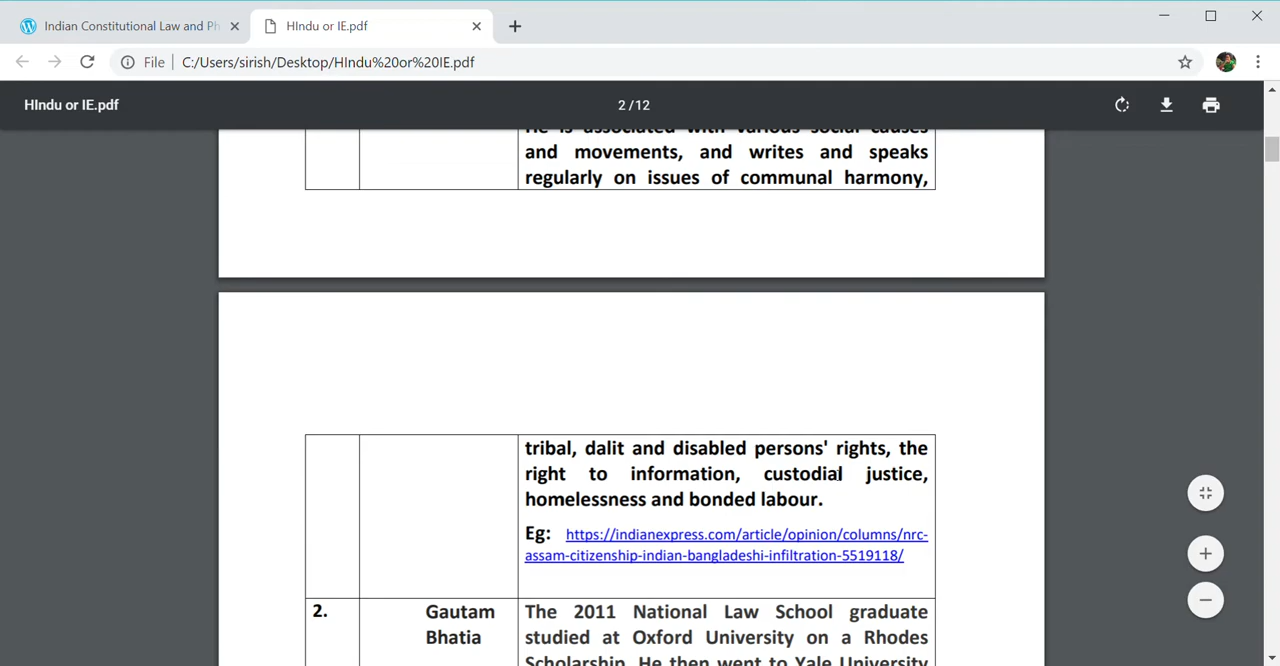 Indian Constitutional Law and Ph
HIndu or IE.pdf
File
C:/Users/sirish/Desktop/HIndu%20or%20IE.pdf
HIndu or IE.pdf
2 / 12
He is associated with various social causes
and movements, and writes and speaks
regularly on issues of communal harmony,
tribal, dalit and disabled persons' rights, the
right to information, custodial justice,
homelessness and bonded labour.
Eg: https://indianexpress.com/article/opinion/columns/nrc-
assam-citizenship-indian-bangladeshi-infiltration-5519118/
2. Gautam The 2011 National Law School graduate
Bhatia studied at Oxford University on a Rhodes
Scholarship. He then went to Yale University